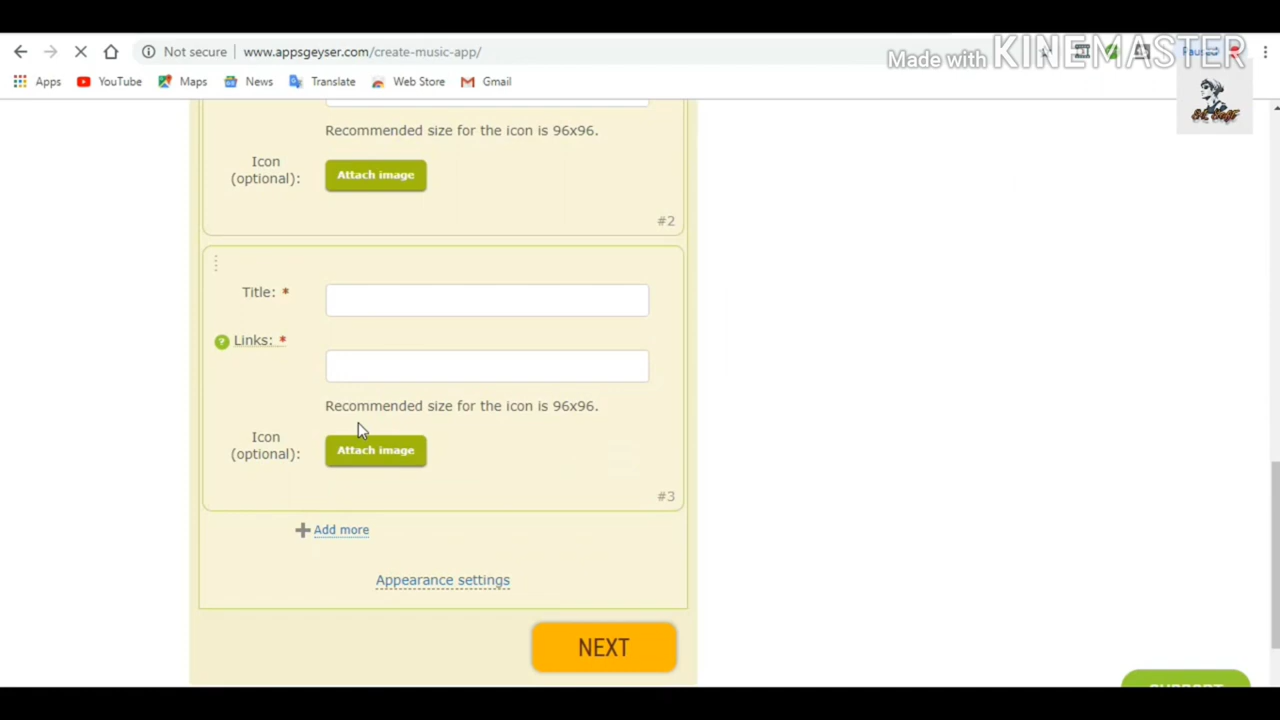 Not secure
www.appsgeyser.com/create-music-app/
Paused
Made with KINEMASTER
Apps
YouTube
Maps
News
Translate
Web Store
Gmail
Recommended size for the icon is 96x96.
Icon
(optional):
Attach image
#2
Title: *
? Links: *
Recommended size for the icon is 96x96.
Icon
(optional):
Attach image
#3
Add more
Appearance settings
NEXT
SUPPORT